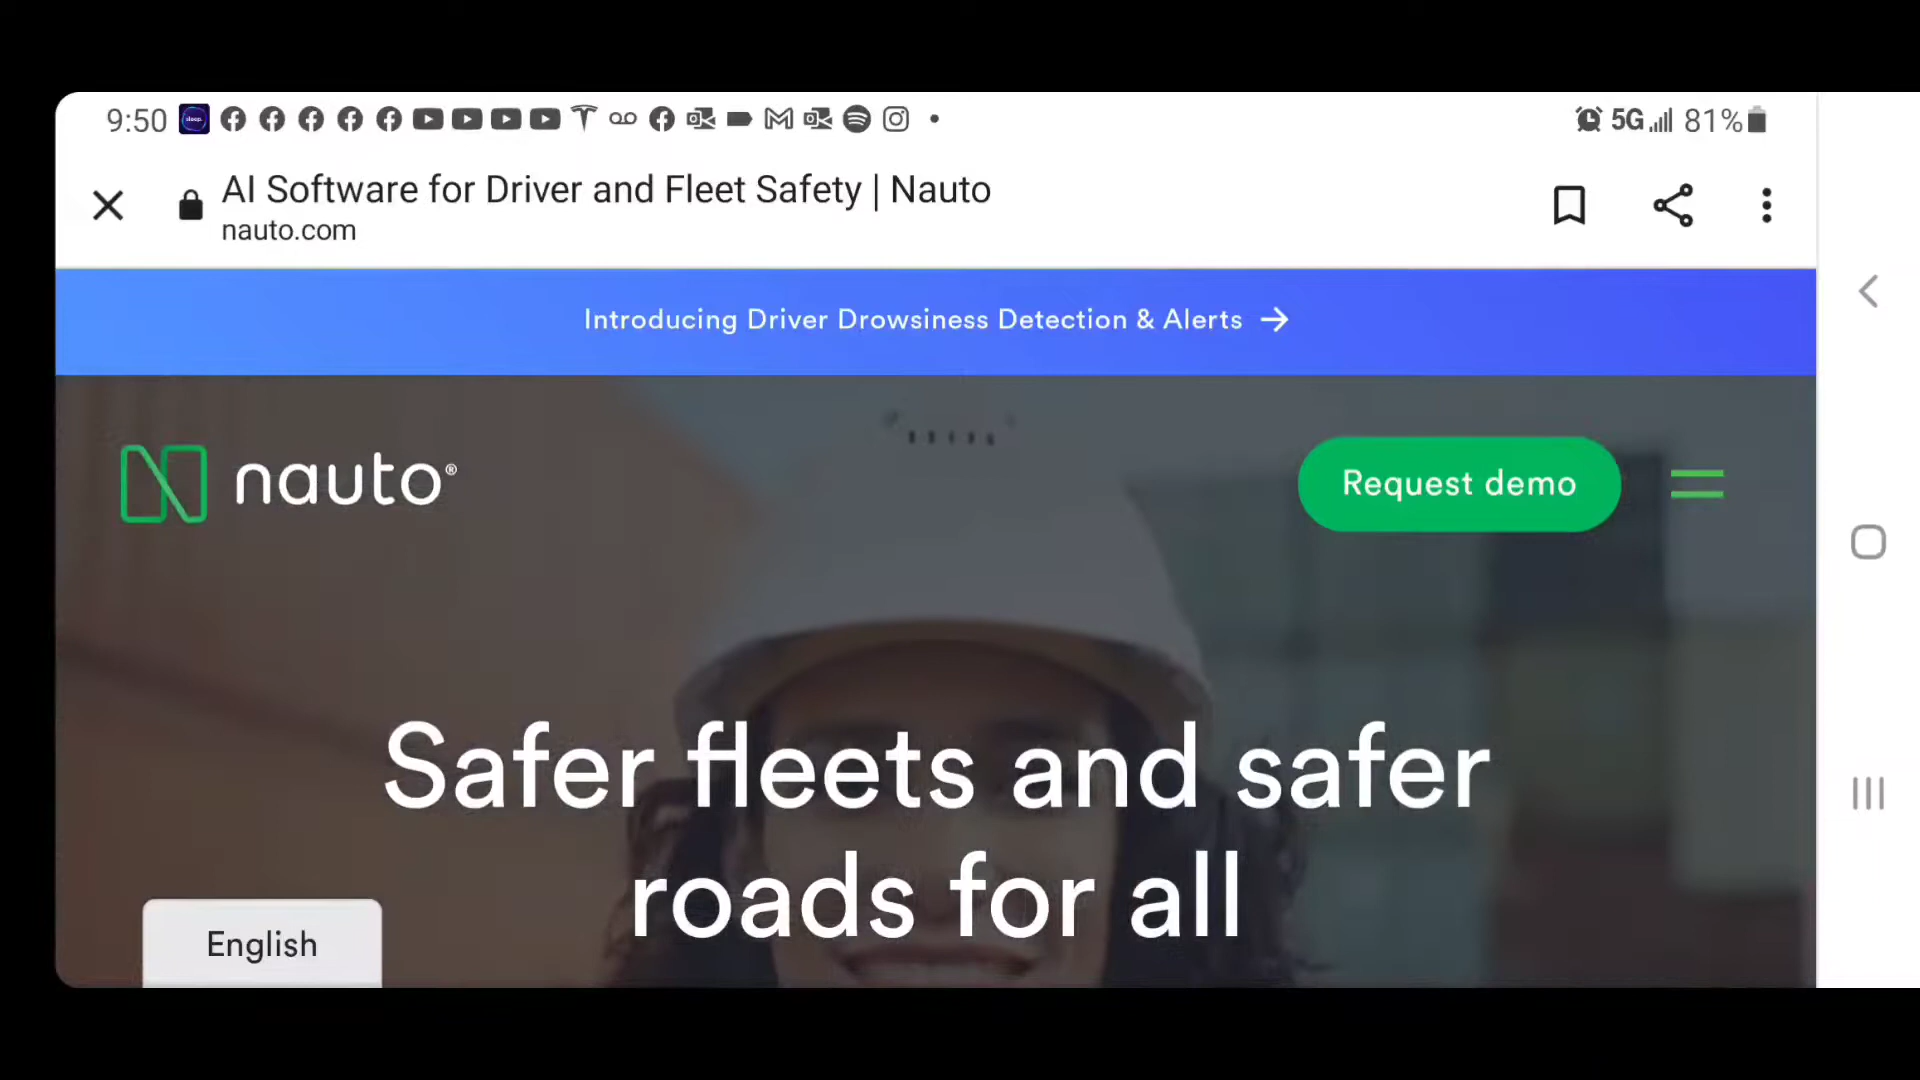 9:50
5G 81%
AI Software for Driver and Fleet Safety | Nauto
nauto.com
Introducing Driver Drowsiness Detection & Alerts →
nauto®
Request demo
Safer fleets and safer
roads for all
English